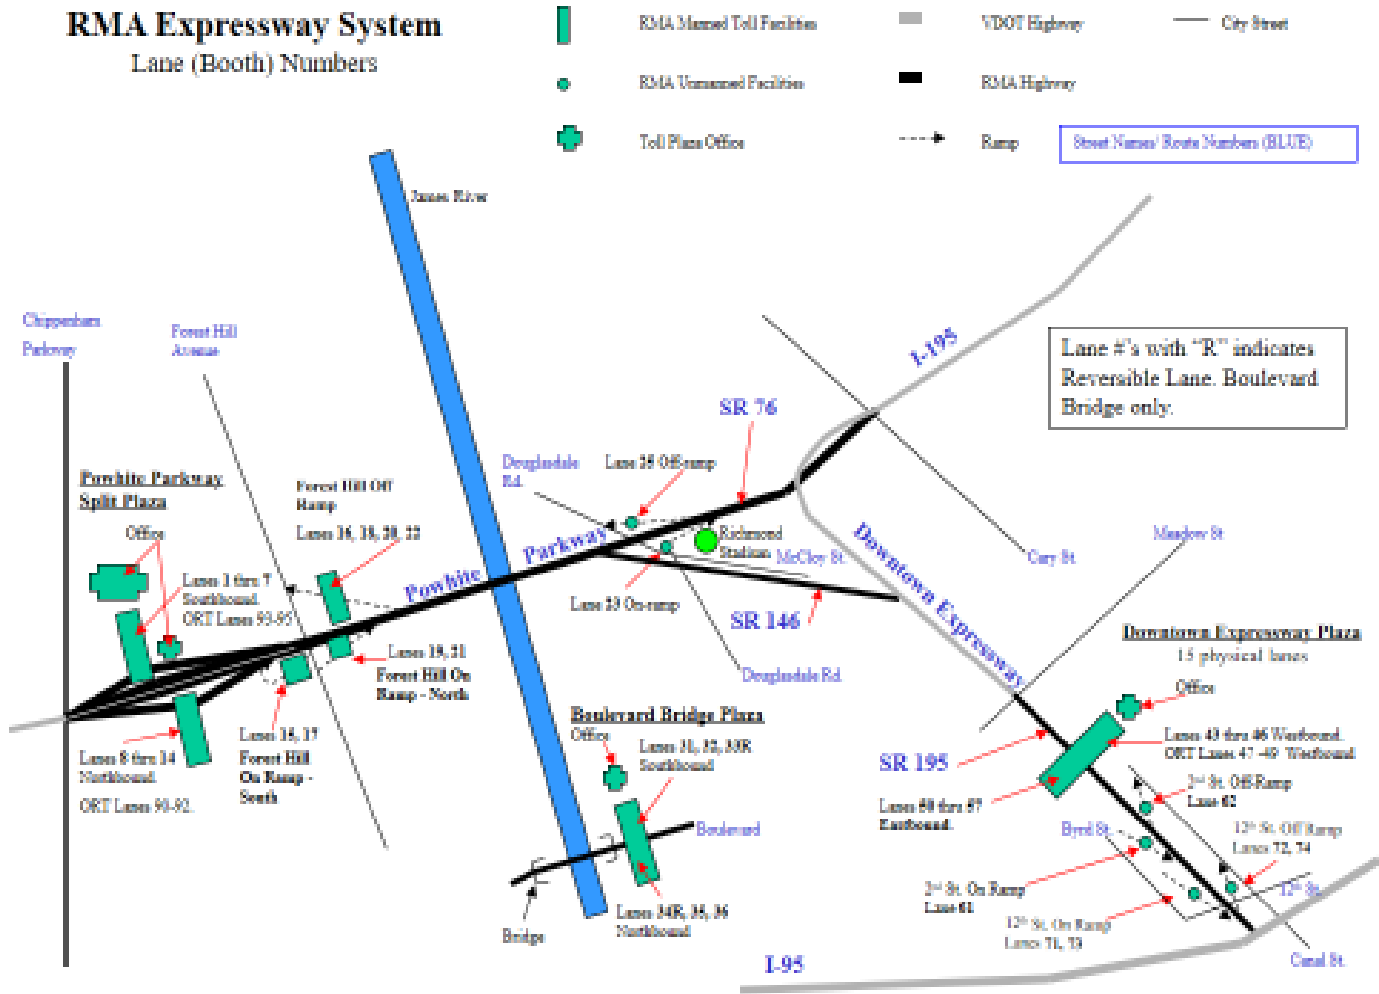 RMA Expressway System
Lane (Booth) Numbers
RMA Manned Toll Facilities
VDOT Highway
City Street
RMA Unmanned Facilities
RMA Highway
Toll Plaza Office
Ramp
Street Names/ Route Numbers (BLUE)
James River
Chippenham
Parkway
Forest Hill
Avenue
I-195
Lane #'s with "R" indicates
Reversible Lane. Boulevard
Bridge only.
SR 76
Douglasdale
Rd.
Lane 25 Off-ramp
Powhite Parkway
Split Plaza
Office
Forest Hill Off
Ramp
Lanes 16, 18, 20, 22
Lanes 1 thru 7
Southbound.
ORT Lanes 93-95
Powhite Parkway
Richmond
Stadium
McCloy St.
Lane 23 On-ramp
SR 146
Downtown Expressway
Cary St.
Meadow St
Douglasdale Rd.
Lanes 19, 21
Forest Hill On
Ramp - North
Lanes 15, 17
Forest Hill
On Ramp -
South
Lanes 8 thru 14
Northbound.
ORT Lanes 90-92.
Boulevard Bridge Plaza
Office
Lanes 31, 32, 33R
Southbound
Boulevard
Lanes 34R, 35, 36
Northbound
Bridge
Downtown Expressway Plaza
15 physical lanes
Office
Lanes 43 thru 46 Westbound.
ORT Lanes 47 -49 Westbound
SR 195
Lanes 50 thru 57
Eastbound.
2nd St. Off-Ramp
Lane 62
Byrd St.
12th St. Off Ramp
Lanes 72, 74
2nd St. On Ramp
Lane 61
12th St.
12th St. On Ramp
Lanes 71, 73
Canal St.
I-95